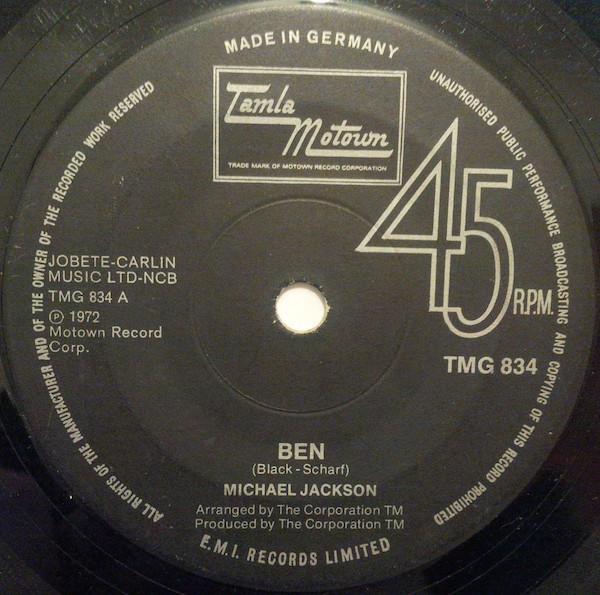 MADE IN GERMANY
Tamla
Motown
TRADE MARK OF MOTOWN RECORD CORPORATION
45 R.P.M.
TMG 834
JOBETE-CARLIN
MUSIC LTD-NCB
TMG 834 A
Ⓟ 1972
Motown Record
Corp.
BEN
(Black - Scharf)
MICHAEL JACKSON
Arranged by The Corporation TM
Produced by The Corporation TM
E.M.I. RECORDS LIMITED
ALL RIGHTS OF THE MANUFACTURER AND OF THE OWNER OF THE RECORDED WORK RESERVED
UNAUTHORISED PUBLIC PERFORMANCE BROADCASTING AND COPYING OF THIS RECORD PROHIBITED